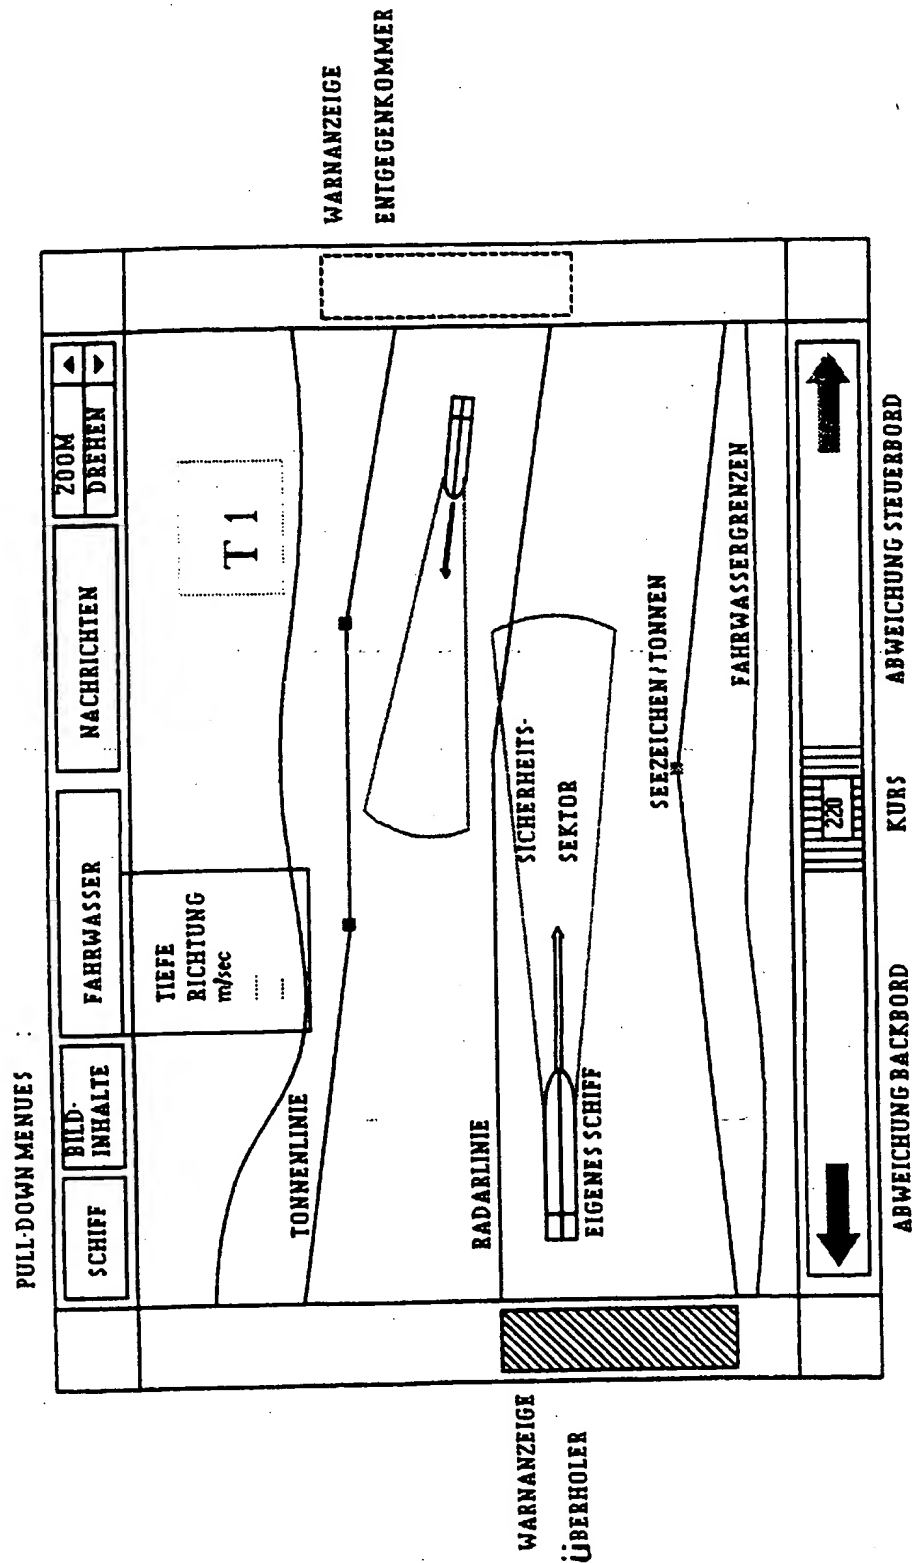 PULL-DOWN MENUES :
SCHIFF
BILD-
INHALTE
FAHRWASSER
NACHRICHTEN
ZOOM
DREHEN
TIEFE
RICHTUNG
m/sec
T 1
TONNENLINIE
WARNANZEIGE
ENTGEGENKOMMER
RADARLINIE
SICHERHEITS-
SEKTOR
EIGENES SCHIFF
SEEZEICHEN/TONNEN
FAHRWASSERGRENZEN
WARNANZEIGE
ÜBERHOLER
220
ABWEICHUNG BACKBORD
KURS
ABWEICHUNG STEUERBORD